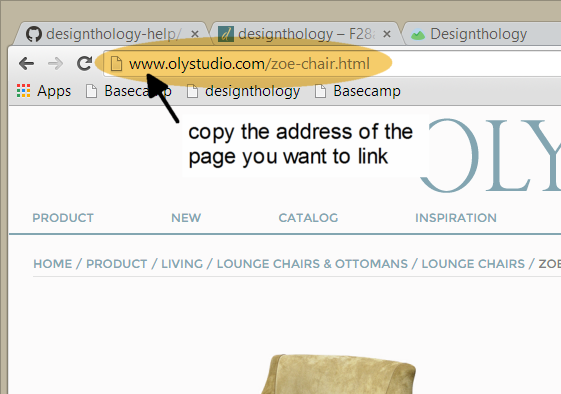 designthology-help/ designthology – F28 Designthology
www.olystudio.com/zoe-chair.html
Apps Basecamp designthology Basecamp
copy the address of the
page you want to link
OLY
PRODUCT NEW CATALOG INSPIRATION
HOME / PRODUCT / LIVING / LOUNGE CHAIRS & OTTOMANS / LOUNGE CHAIRS / ZOE